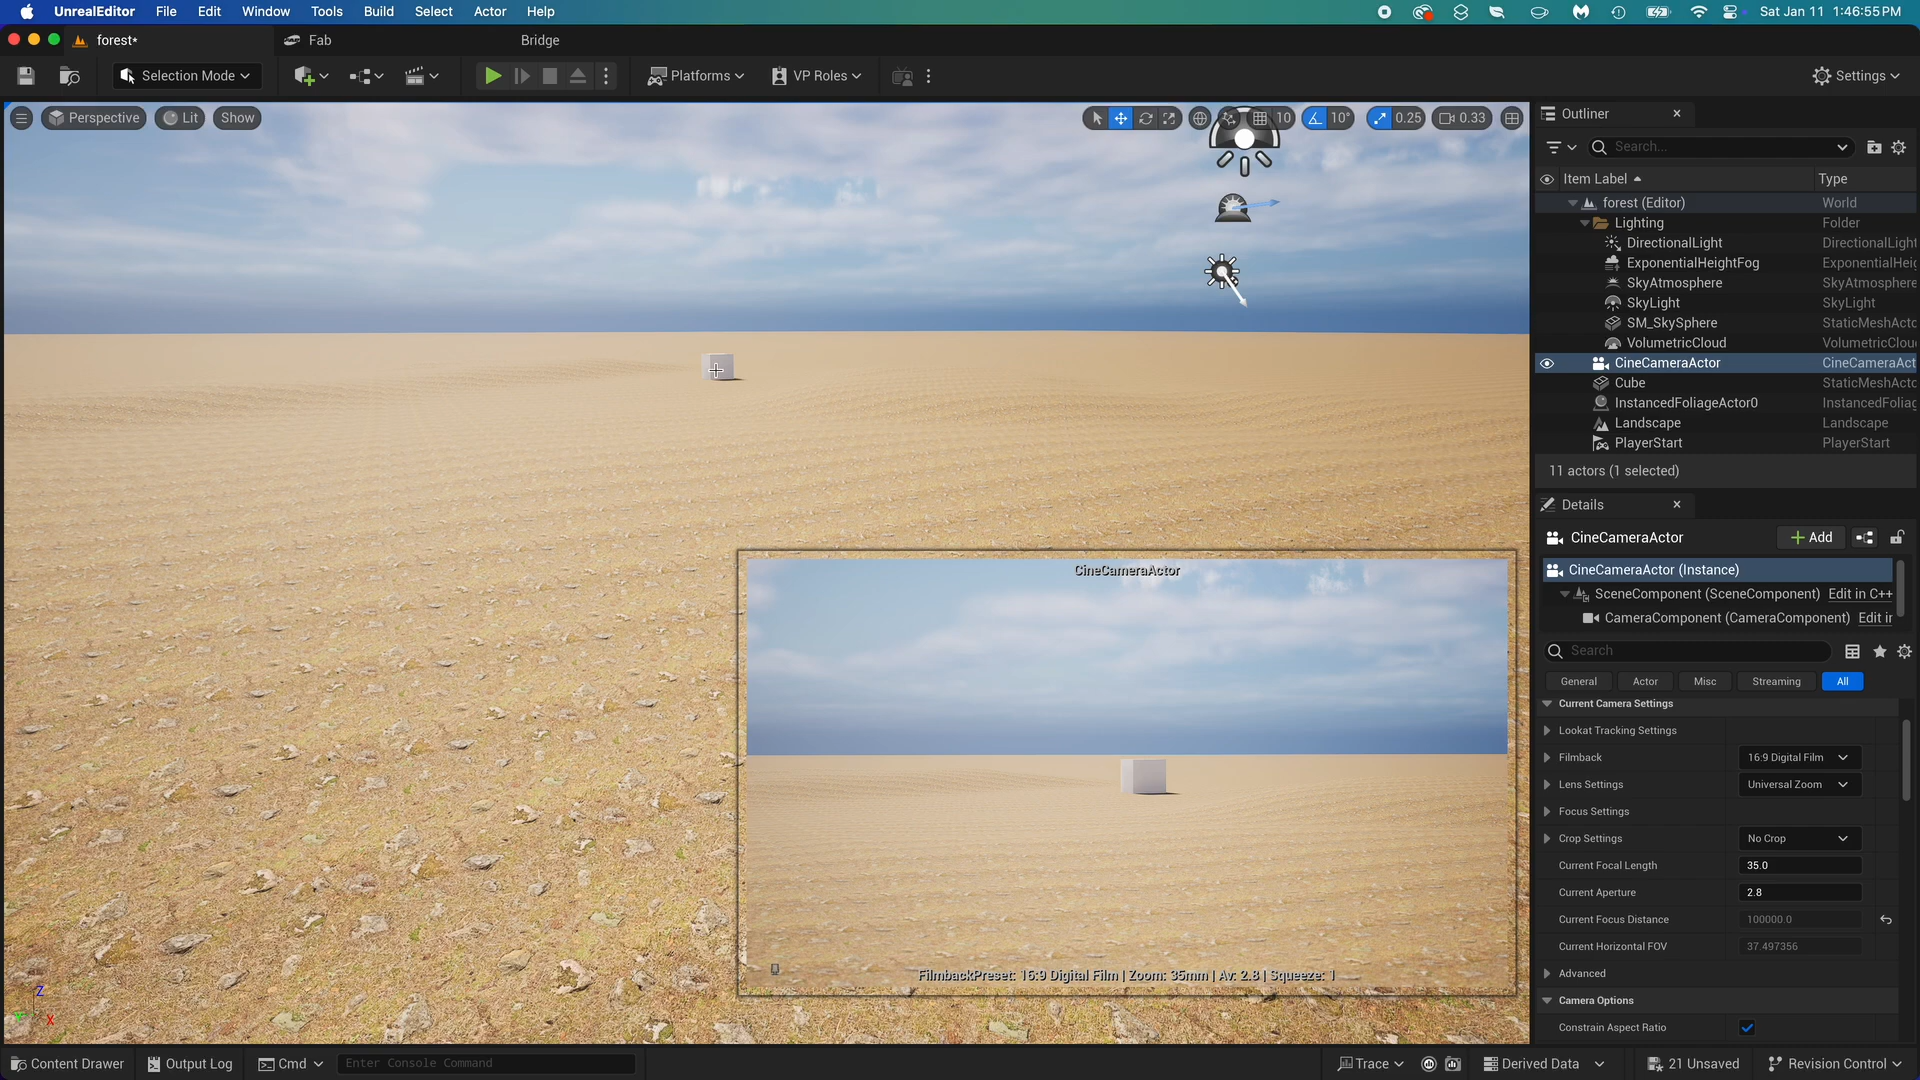 UnrealEditor File Edit Window Tools Build Select Actor Help Sat Jan 11 1:46:55 PM
forest* Fab Bridge
Selection Mode Platforms VP Roles Settings
Perspective Lit Show 10 10° 0.25 0.33
Outliner
Search...
Item Label Type
forest (Editor) World
Lighting Folder
DirectionalLight DirectionalLight
ExponentialHeightFog ExponentialHeig
SkyAtmosphere SkyAtmosphere
SkyLight SkyLight
SM_SkySphere StaticMeshActo
VolumetricCloud VolumetricClou
CineCameraActor CineCameraAct
Cube StaticMeshActo
InstancedFoliageActor0 InstancedFoliag
Landscape Landscape
PlayerStart PlayerStart
11 actors (1 selected)
Details
CineCameraActor Add
CineCameraActor (Instance)
SceneComponent (SceneComponent) Edit in C++
CameraComponent (CameraComponent) Edit ir
Search
General Actor Misc Streaming All
Current Camera Settings
Lookat Tracking Settings
Filmback 16:9 Digital Film
Lens Settings Universal Zoom
Focus Settings
Crop Settings No Crop
Current Focal Length 35.0
Current Aperture 2.8
Current Focus Distance 100000.0
Current Horizontal FOV 37.497356
Advanced
Camera Options
Constrain Aspect Ratio
CineCameraActor
FilmbackPreset: 16:9 Digital Film | Zoom: 35mm | Av: 2.8 | Squeeze: 1
Z
Y X
Content Drawer Output Log Cmd Enter Console Command Trace Derived Data 21 Unsaved Revision Control